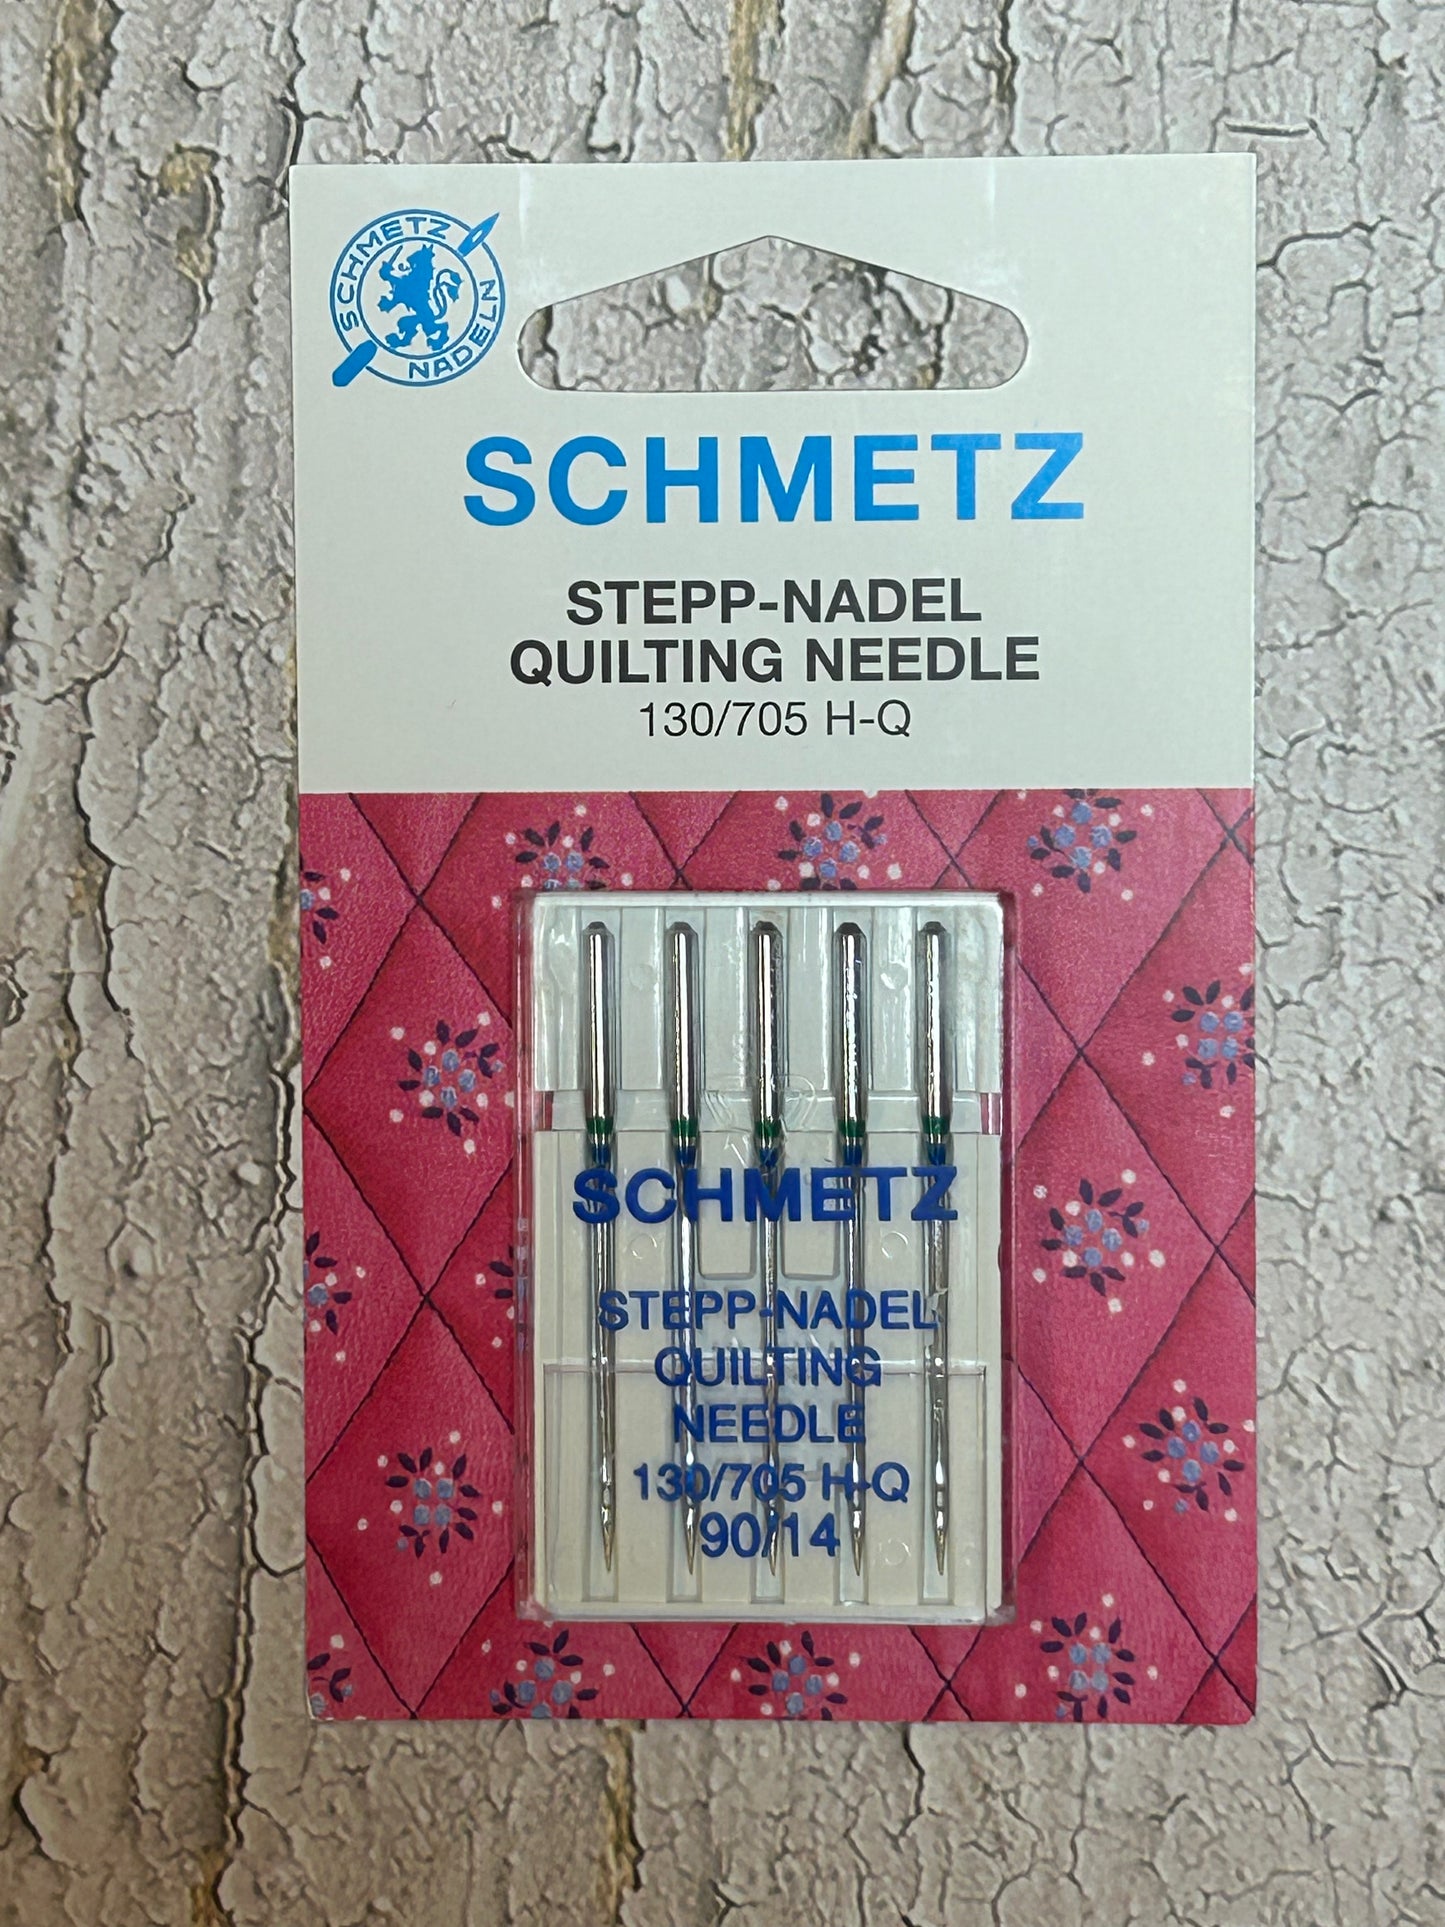 SCHMETZ
NADELN
SCHMETZ
STEPP-NADEL
QUILTING NEEDLE
130/705 H-Q
SCHMETZ
STEPP-NADEL
QUILTING
NEEDLE
130/705 H-Q
90/14